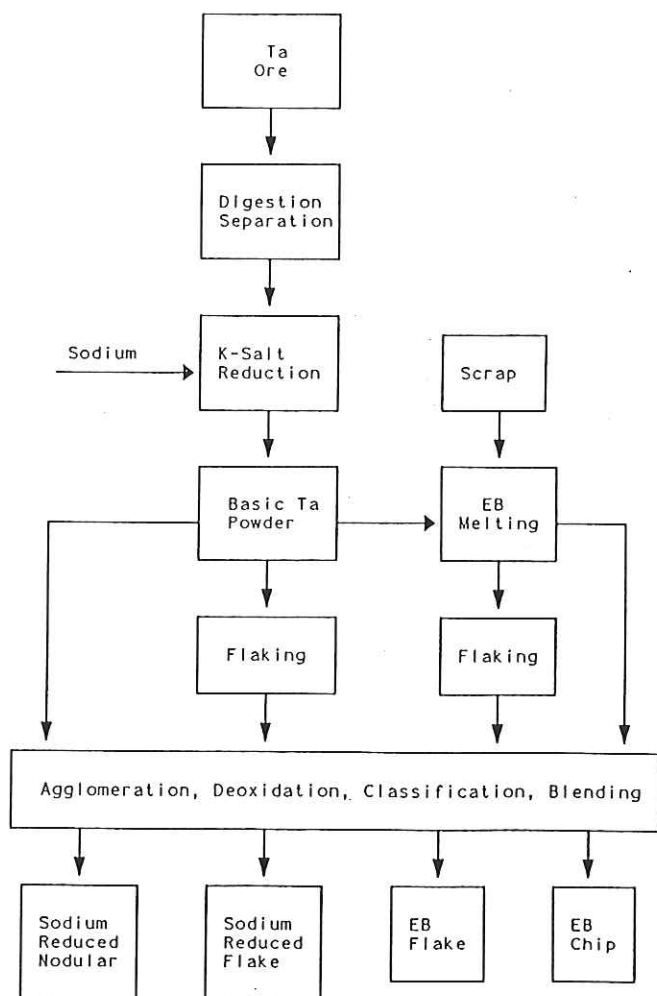 Ta
Ore
Digestion
Separation
Sodium
K-Salt
Reduction
Scrap
Basic Ta
Powder
EB
Melting
Flaking
Flaking
Agglomeration, Deoxidation, Classification, Blending
Sodium
Reduced
Nodular
Sodium
Reduced
Flake
EB
Flake
EB
Chip